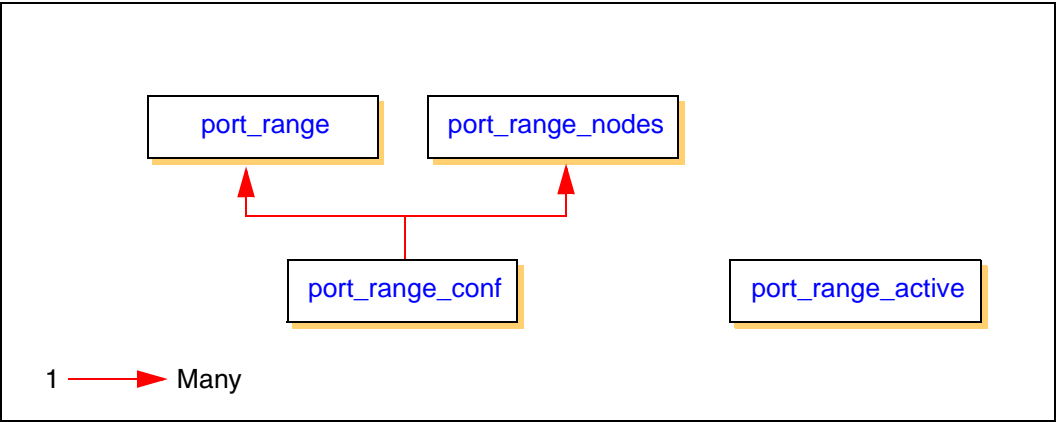 port_range
port_range_nodes
port_range_conf
port_range_active
1 Many